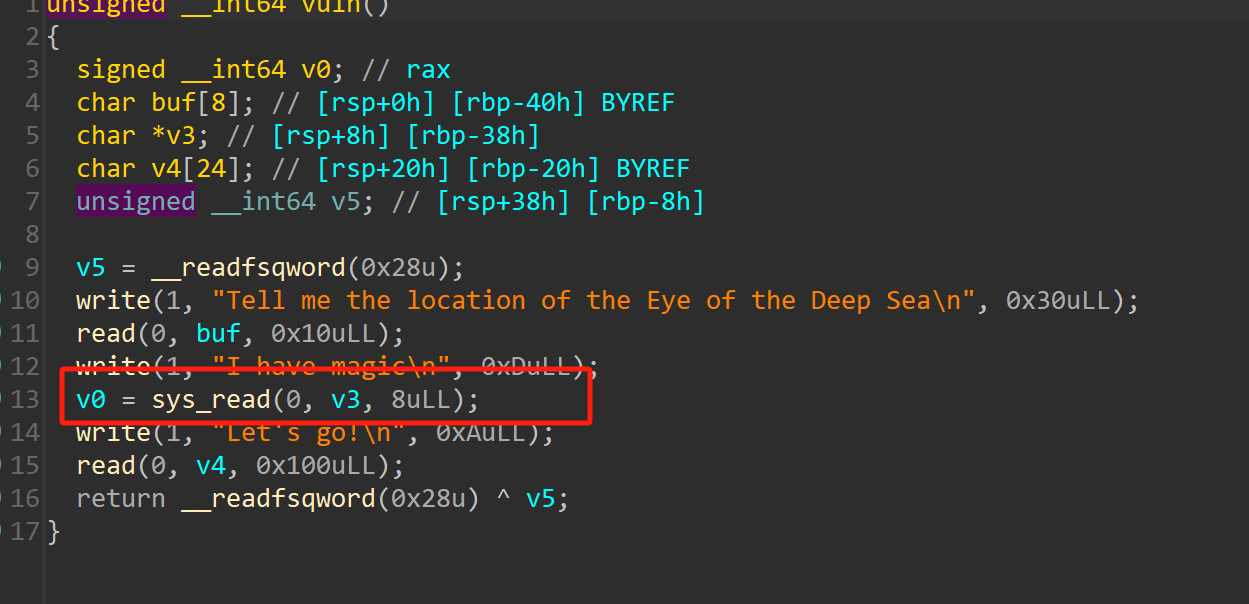 1 unsigned __int64 vuln()
2 {
3 signed __int64 v0; // rax
4 char buf[8]; // [rsp+0h] [rbp-40h] BYREF
5 char *v3; // [rsp+8h] [rbp-38h]
6 char v4[24]; // [rsp+20h] [rbp-20h] BYREF
7 unsigned __int64 v5; // [rsp+38h] [rbp-8h]
8
9 v5 = __readfsqword(0x28u);
10 write(1, "Tell me the location of the Eye of the Deep Sea\n", 0x30uLL);
11 read(0, buf, 0x10uLL);
12 write(1, "I have magic\n", 0xDuLL);
13 v0 = sys_read(0, v3, 8uLL);
14 write(1, "Let's go!\n", 0xAuLL);
15 read(0, v4, 0x100uLL);
16 return __readfsqword(0x28u) ^ v5;
17 }